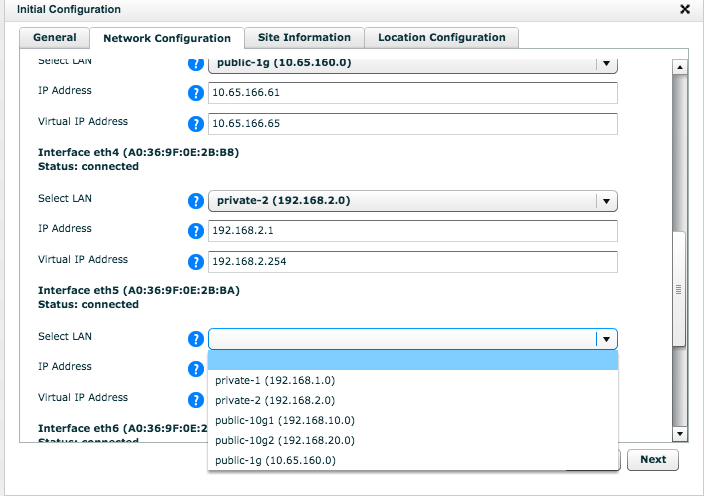 Initial Configuration
General
Network Configuration
Site Information
Location Configuration
Select LAN
?
public-1g (10.65.160.0)
IP Address
?
10.65.166.61
Virtual IP Address
?
10.65.166.65
Interface eth4 (A0:36:9F:0E:2B:B8)
Status: connected
Select LAN
?
private-2 (192.168.2.0)
IP Address
?
192.168.2.1
Virtual IP Address
?
192.168.2.254
Interface eth5 (A0:36:9F:0E:2B:BA)
Status: connected
Select LAN
?
IP Address
?
private-1 (192.168.1.0)
Virtual IP Address
?
private-2 (192.168.2.0)
public-10g1 (192.168.10.0)
Interface eth6 (A0:36:9F:0E:2
public-10g2 (192.168.20.0)
Status: connected
public-1g (10.65.160.0)
Next